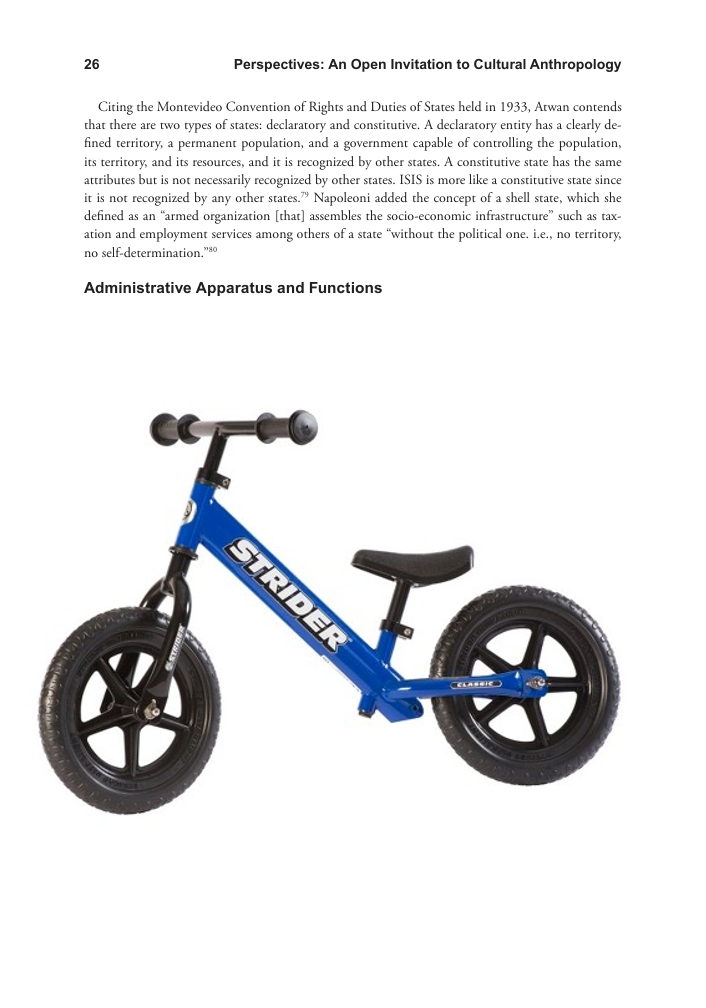 26 Perspectives: An Open Invitation to Cultural Anthropology
Citing the Montevideo Convention of Rights and Duties of States held in 1933, Atwan contends
that there are two types of states: declaratory and constitutive. A declaratory entity has a clearly de-
fined territory, a permanent population, and a government capable of controlling the population,
its territory, and its resources, and it is recognized by other states. A constitutive state has the same
attributes but is not necessarily recognized by other states. ISIS is more like a constitutive state since
it is not recognized by any other states.79 Napoleoni added the concept of a shell state, which she
defined as an “armed organization [that] assembles the socio-economic infrastructure” such as tax-
ation and employment services among others of a state “without the political one. i.e., no territory,
no self-determination.”80
Administrative Apparatus and Functions
STRIDER
STRIDER
CLASSIC